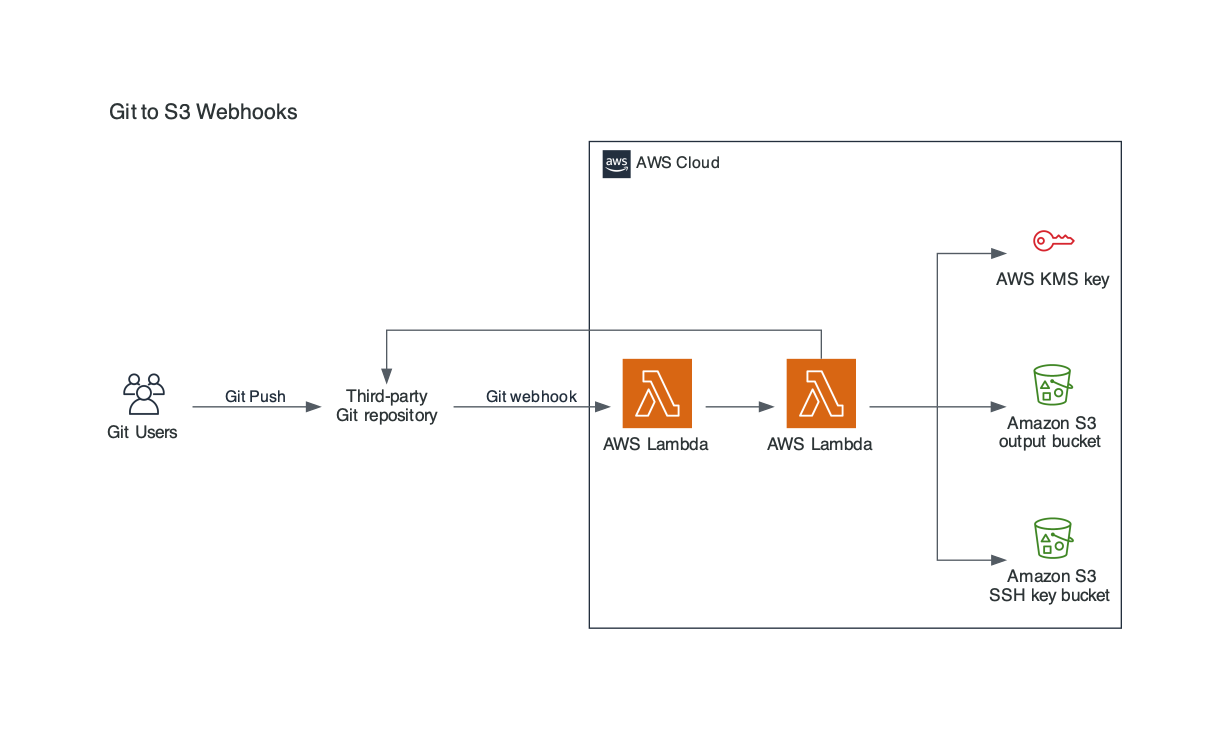 Git to S3 Webhooks
aws
AWS Cloud
AWS KMS key
Git Users
Git Push
Third-party
Git repository
Git webhook
AWS Lambda
AWS Lambda
Amazon S3
output bucket
Amazon S3
SSH key bucket